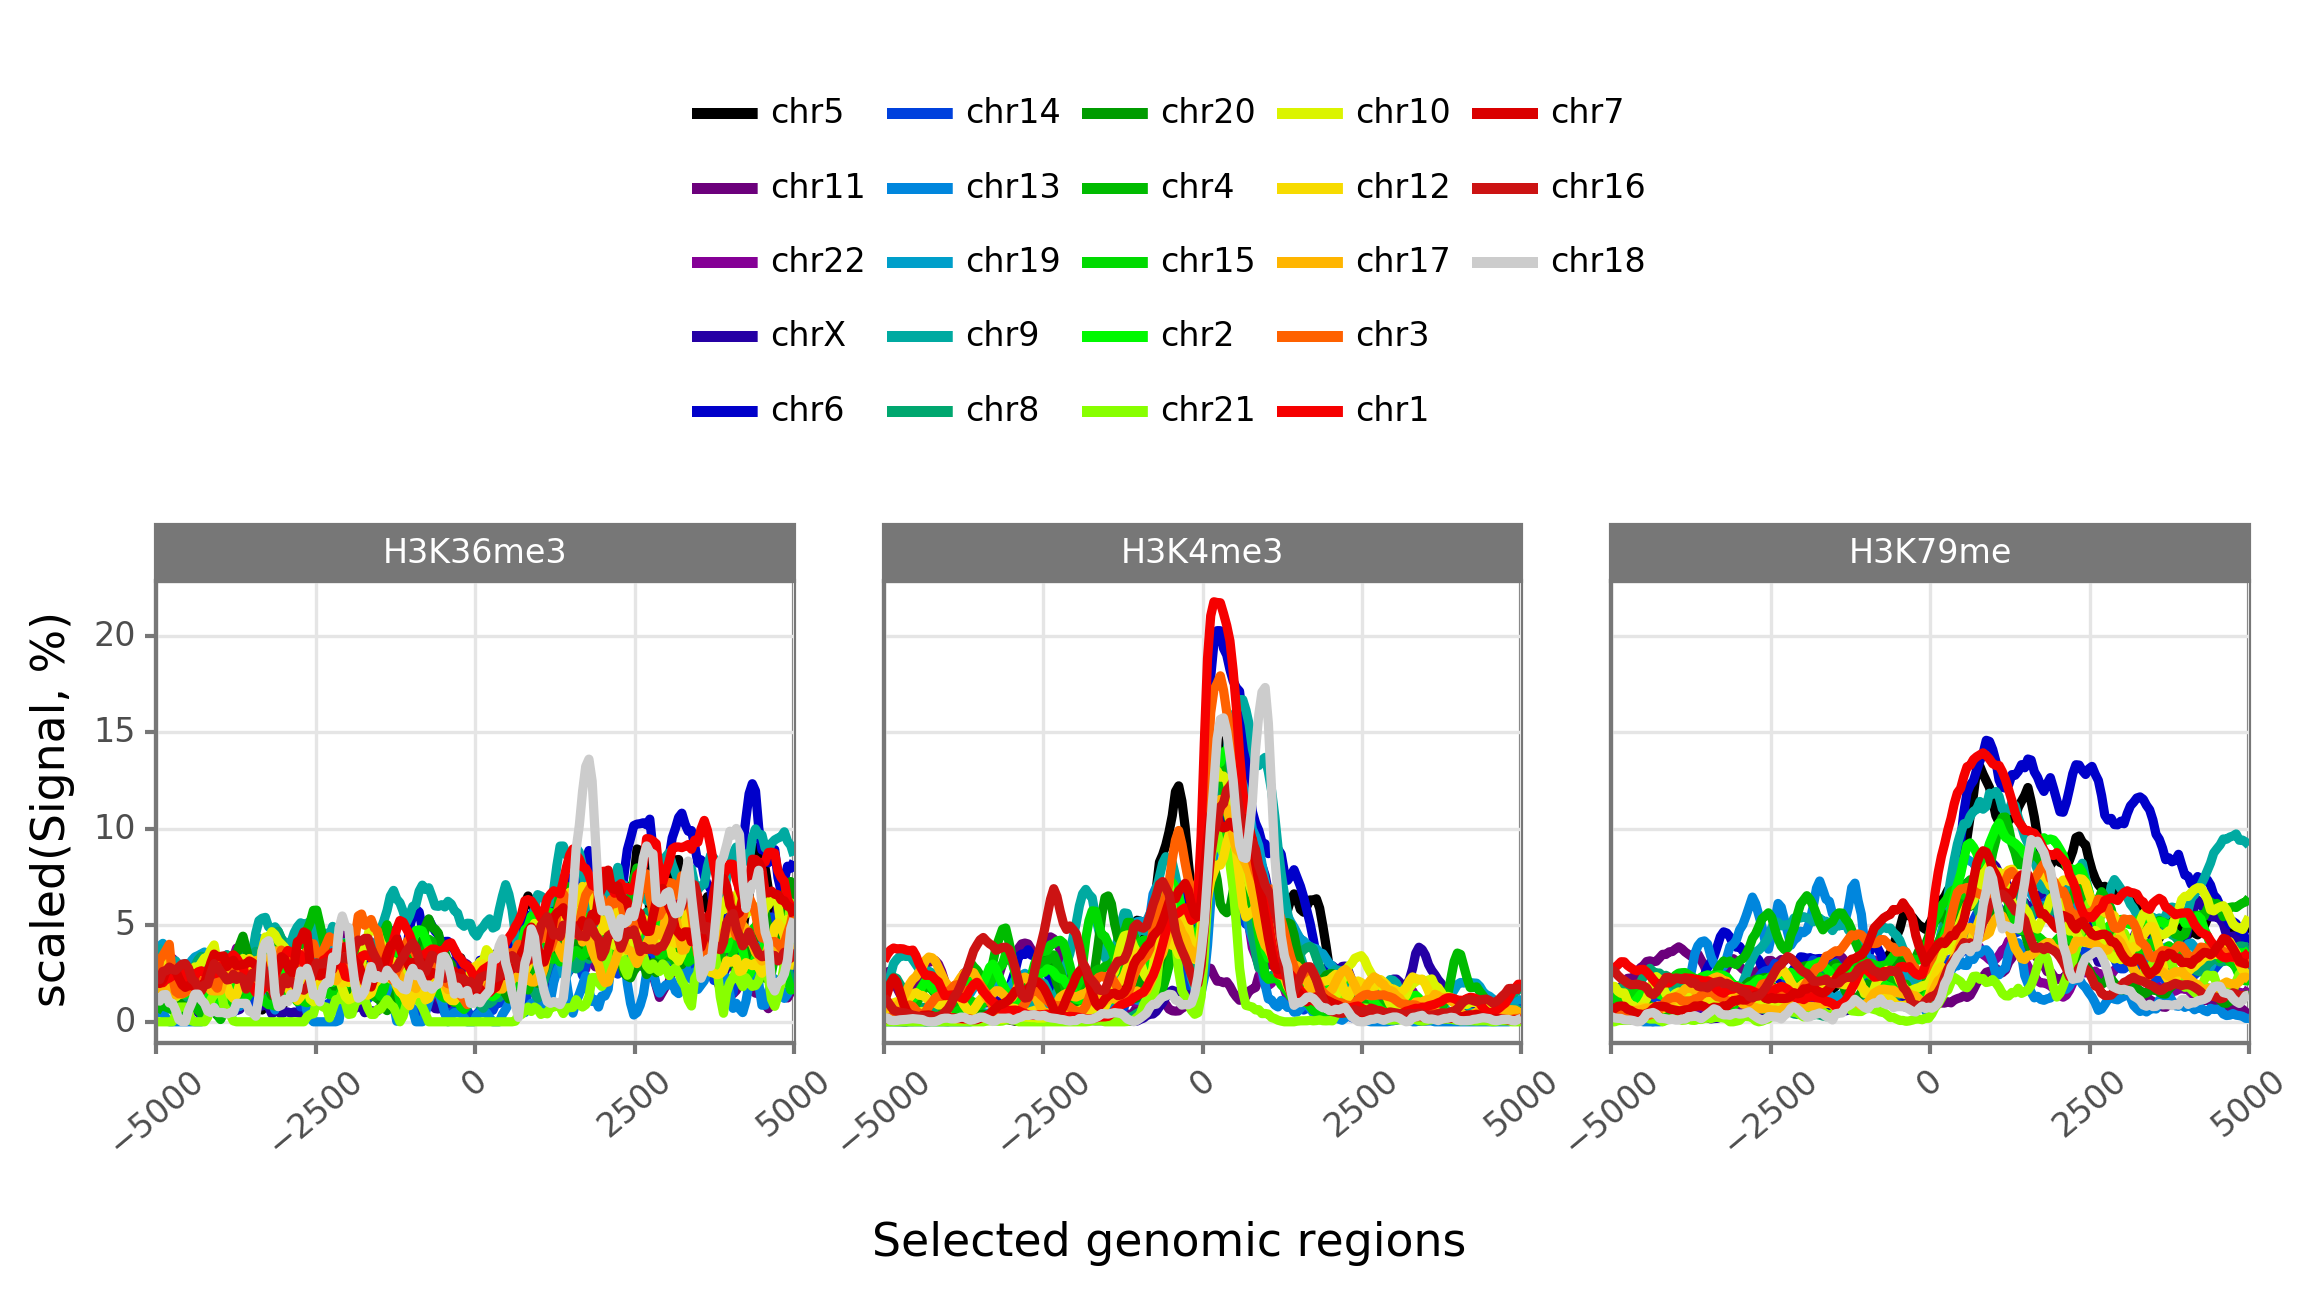 chr5 chr14 chr20 chr10 chr7
chr11 chr13 chr4 chr12 chr16
chr22 chr19 chr15 chr17 chr18
chrX chr9 chr2 chr3
chr6 chr8 chr21 chr1
H3K36me3 H3K4me3 H3K79me
scaled(Signal, %)
20
15
10
5
0
−5000 −2500 0 2500 5000 −5000 −2500 0 2500 5000 −5000 −2500 0 2500 5000
Selected genomic regions